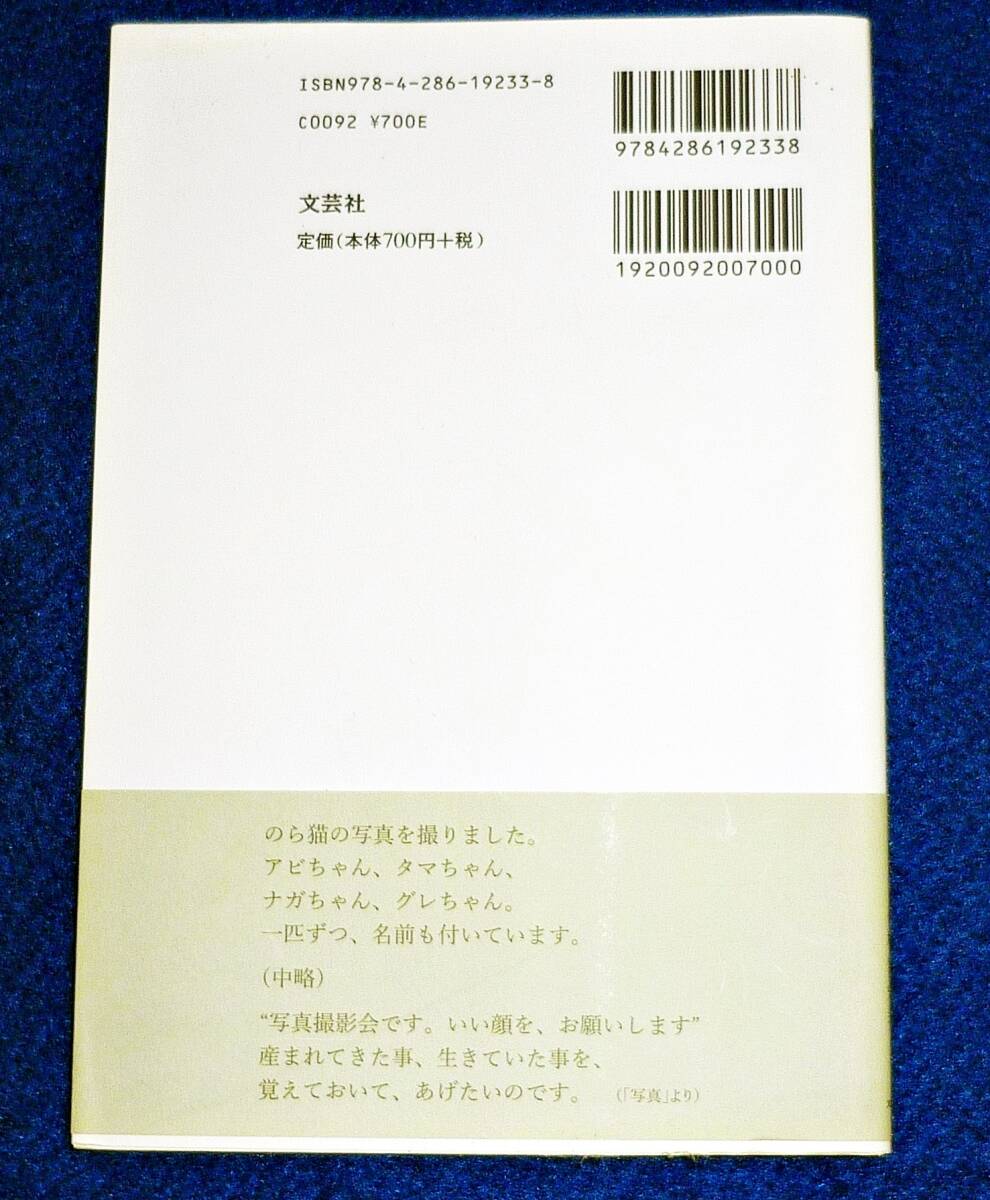 ISBN978-4-286-19233-8
C0092 ¥700E
9784286192338
文芸社
定価(本体700円+税)
1920092007000
のら猫の写真を撮りました。
アビちゃん、タマちゃん、
ナガちゃん、グレちゃん。
一匹ずつ、名前も付いています。
(中略)
“写真撮影会です。いい顔を、お願いします”
産まれてきた事、生きていた事を、
覚えておいて、あげたいのです。 (「写真」より)